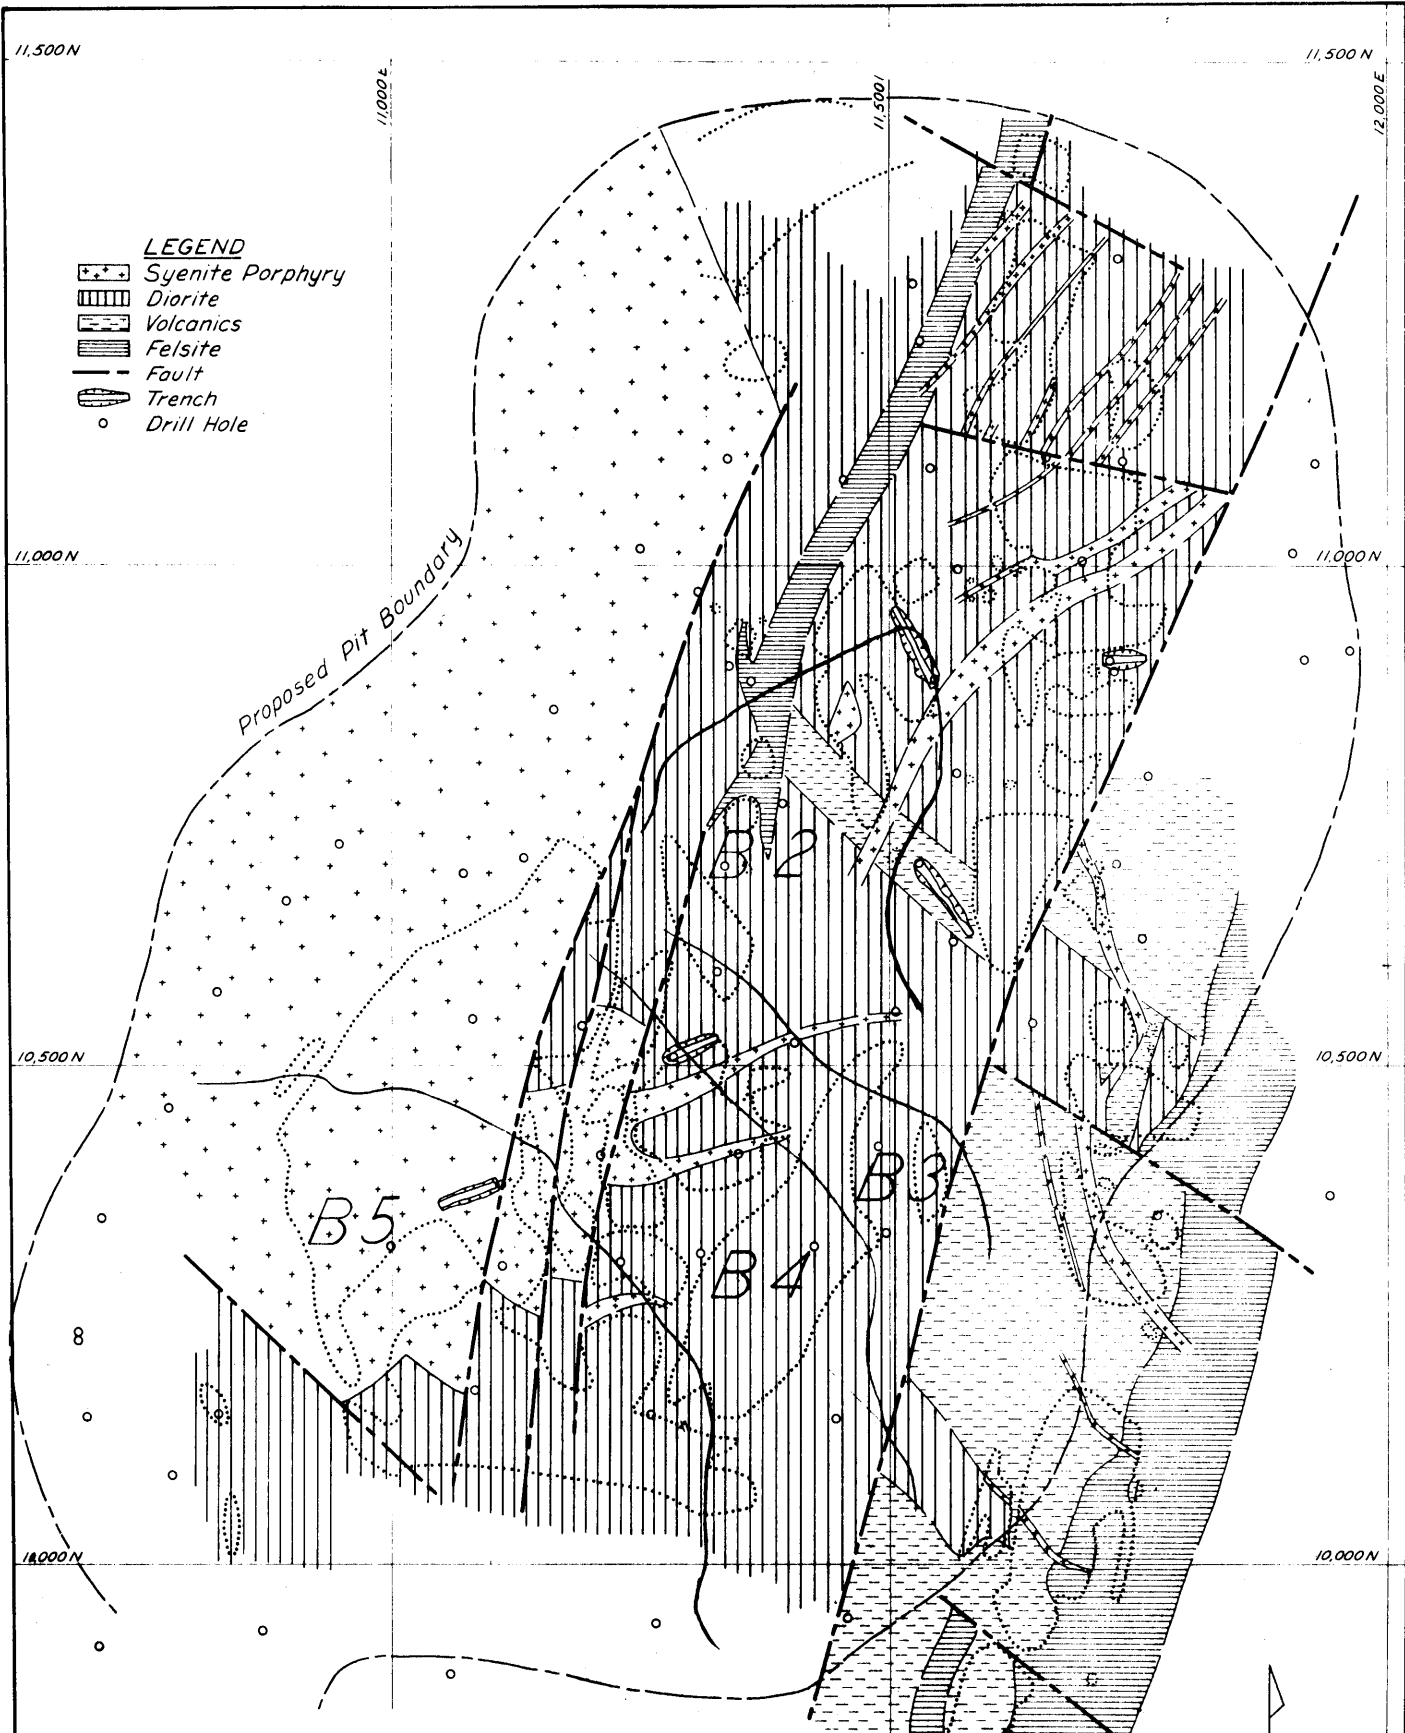 11,500 N
11,500 N
11,000 E
11,500
12,000 E
LEGEND
Syenite Porphyry
Diorite
Volcanics
Felsite
Fault
Trench
Drill Hole
11,000 N
11,000 N
Proposed Pit Boundary
B2
10,500 N
10,500 N
B3
B5
B4
10,000 N
10,000 N